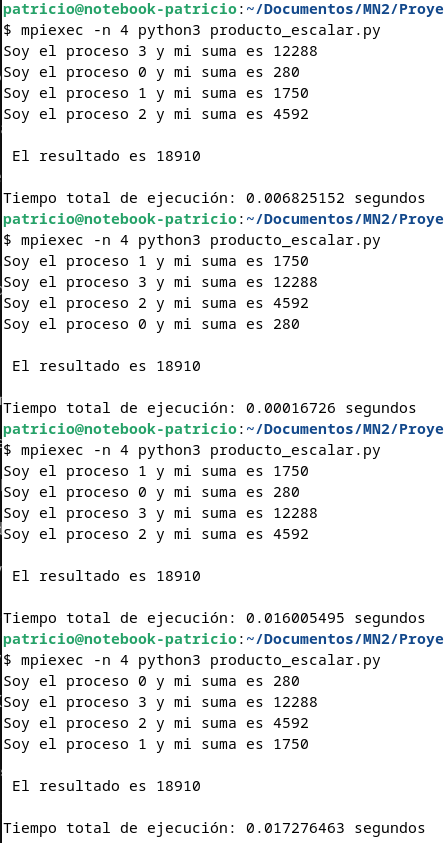 patricio@notebook-patricio:~/Documentos/MN2/Proye
$ mpiexec -n 4 python3 producto_escalar.py
Soy el proceso 3 y mi suma es 12288
Soy el proceso 0 y mi suma es 280
Soy el proceso 1 y mi suma es 1750
Soy el proceso 2 y mi suma es 4592
El resultado es 18910
Tiempo total de ejecución: 0.006825152 segundos
patricio@notebook-patricio:~/Documentos/MN2/Proye
$ mpiexec -n 4 python3 producto_escalar.py
Soy el proceso 1 y mi suma es 1750
Soy el proceso 3 y mi suma es 12288
Soy el proceso 2 y mi suma es 4592
Soy el proceso 0 y mi suma es 280
El resultado es 18910
Tiempo total de ejecución: 0.00016726 segundos
patricio@notebook-patricio:~/Documentos/MN2/Proye
$ mpiexec -n 4 python3 producto_escalar.py
Soy el proceso 1 y mi suma es 1750
Soy el proceso 0 y mi suma es 280
Soy el proceso 3 y mi suma es 12288
Soy el proceso 2 y mi suma es 4592
El resultado es 18910
Tiempo total de ejecución: 0.016005495 segundos
patricio@notebook-patricio:~/Documentos/MN2/Proye
$ mpiexec -n 4 python3 producto_escalar.py
Soy el proceso 0 y mi suma es 280
Soy el proceso 3 y mi suma es 12288
Soy el proceso 2 y mi suma es 4592
Soy el proceso 1 y mi suma es 1750
El resultado es 18910
Tiempo total de ejecución: 0.017276463 segundos